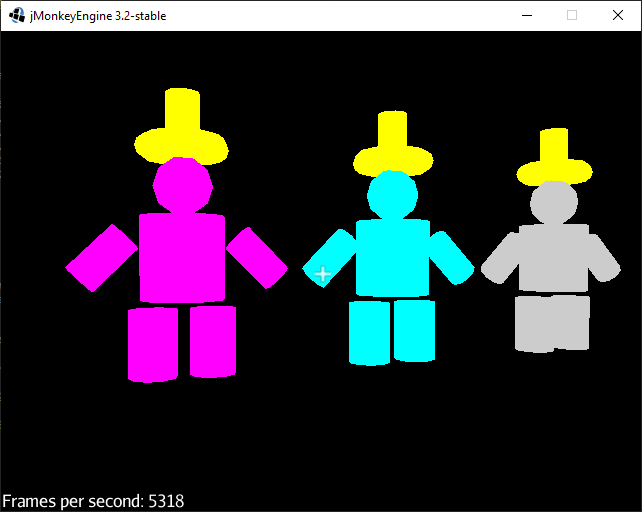 jMonkeyEngine 3.2-stable
Frames per second: 5318